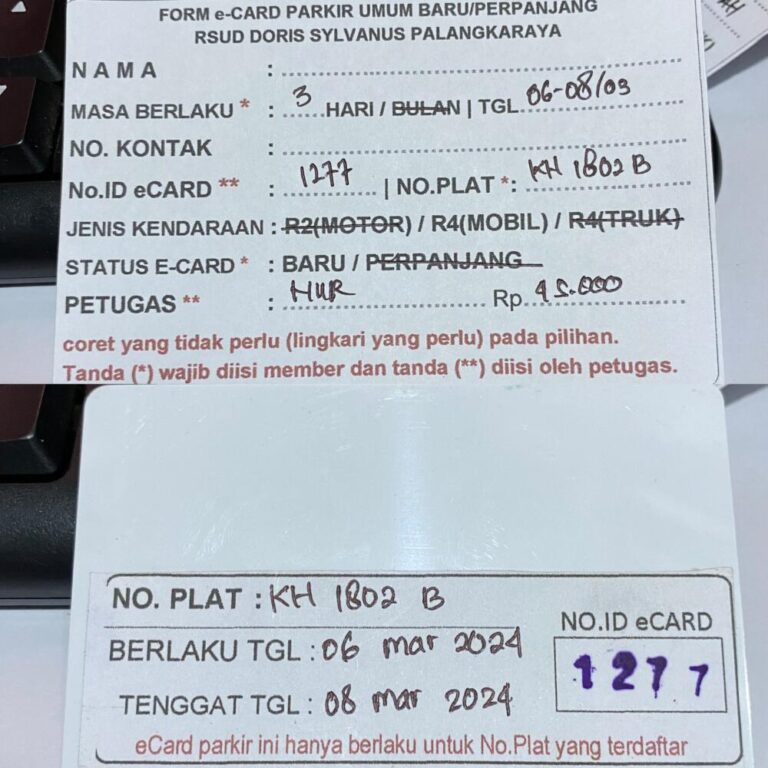 FORM e-CARD PARKIR UMUM BARU/PERPANJANG
RSUD DORIS SYLVANUS PALANGKARAYA
NAMA :
MASA BERLAKU * : 3 HARI / BULAN | TGL 06-08/03
NO. KONTAK :
No.ID eCARD ** : 1277 | NO.PLAT *: KH 1802 B
JENIS KENDARAAN : R2(MOTOR) / R4(MOBIL) / R4(TRUK)
STATUS E-CARD * : BARU / PERPANJANG
PETUGAS ** : MUR Rp. 45.000
coret yang tidak perlu (lingkari yang perlu) pada pilihan.
Tanda (*) wajib diisi member dan tanda (**) diisi oleh petugas.
NO. PLAT : KH 1802 B
BERLAKU TGL : 06 mar 2024
TENGGAT TGL : 08 mar 2024
NO.ID eCARD
1277
eCard parkir ini hanya berlaku untuk No.Plat yang terdaftar